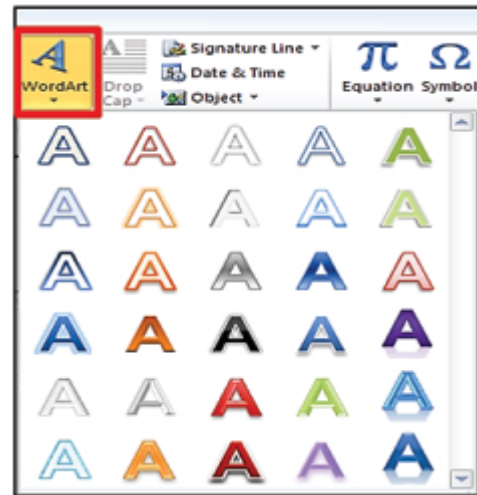 WordArt
Drop
Cap
Signature Line
Date & Time
Object
Equation
Symbol
A A A A A
A A A A A
A A A A A
A A A A A
A A A A A
A A A A A